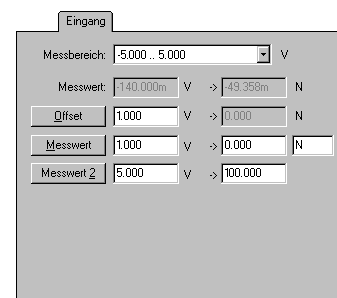 Eingang
Messbereich: -5.000 .. 5.000 V
Messwert: -140.000m V -> -49.358m N
Offset 1.000 V -> 0.000 N
Messwert 1.000 V -> 0.000 N
Messwert 2 5.000 V -> 100.000